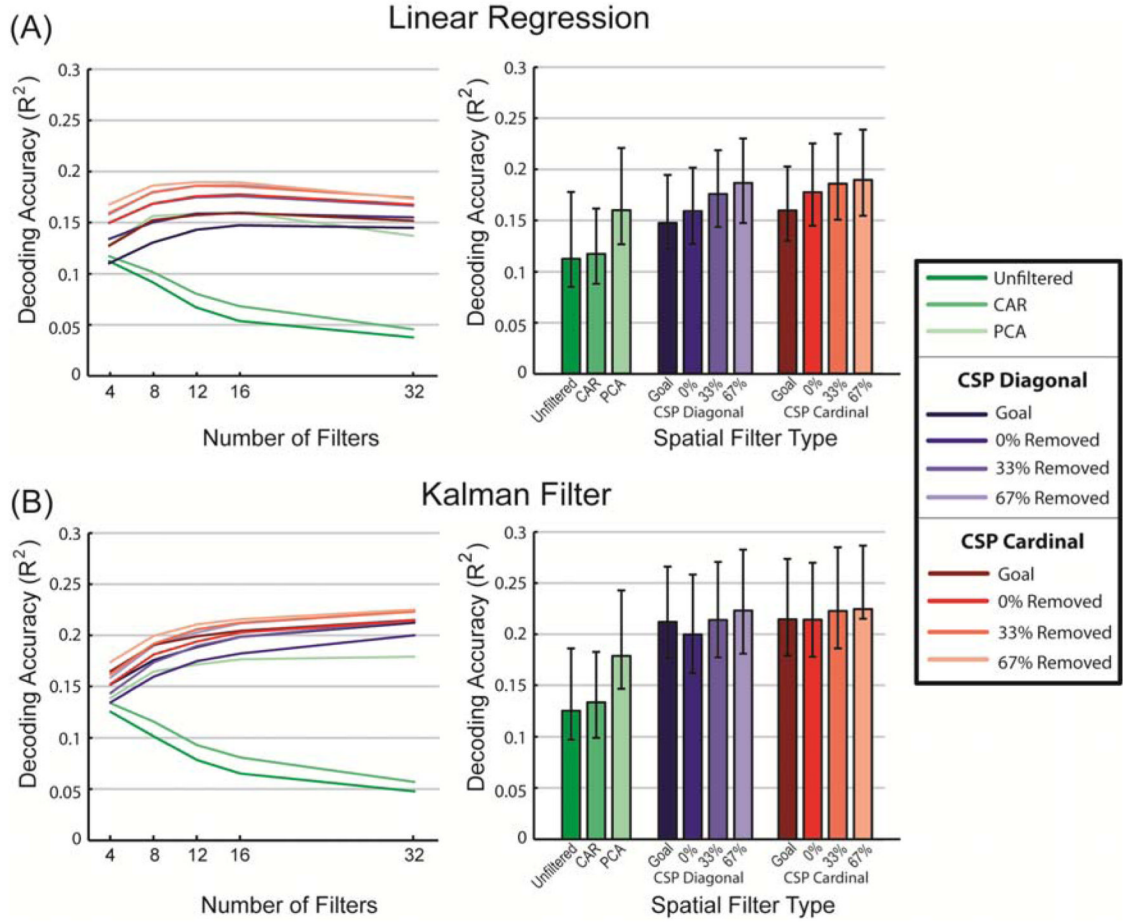 (A)
Linear Regression
Decoding Accuracy (R2)
0.3
0.25
0.2
0.15
0.1
0.05
0
4 8 12 16 32
Number of Filters
Decoding Accuracy (R2)
0.3
0.25
0.2
0.15
0.1
0.05
0
Unfiltered CAR PCA Goal 0% 33% 67% Goal 0% 33% 67%
CSP Diagonal CSP Cardinal
Spatial Filter Type
(B)
Kalman Filter
Decoding Accuracy (R2)
0.3
0.25
0.2
0.15
0.1
0.05
0
4 8 12 16 32
Number of Filters
Decoding Accuracy (R2)
0.3
0.25
0.2
0.15
0.1
0.05
0
Unfiltered CAR PCA Goal 0% 33% 67% Goal 0% 33% 67%
CSP Diagonal CSP Cardinal
Spatial Filter Type
Unfiltered
CAR
PCA
CSP Diagonal
Goal
0% Removed
33% Removed
67% Removed
CSP Cardinal
Goal
0% Removed
33% Removed
67% Removed